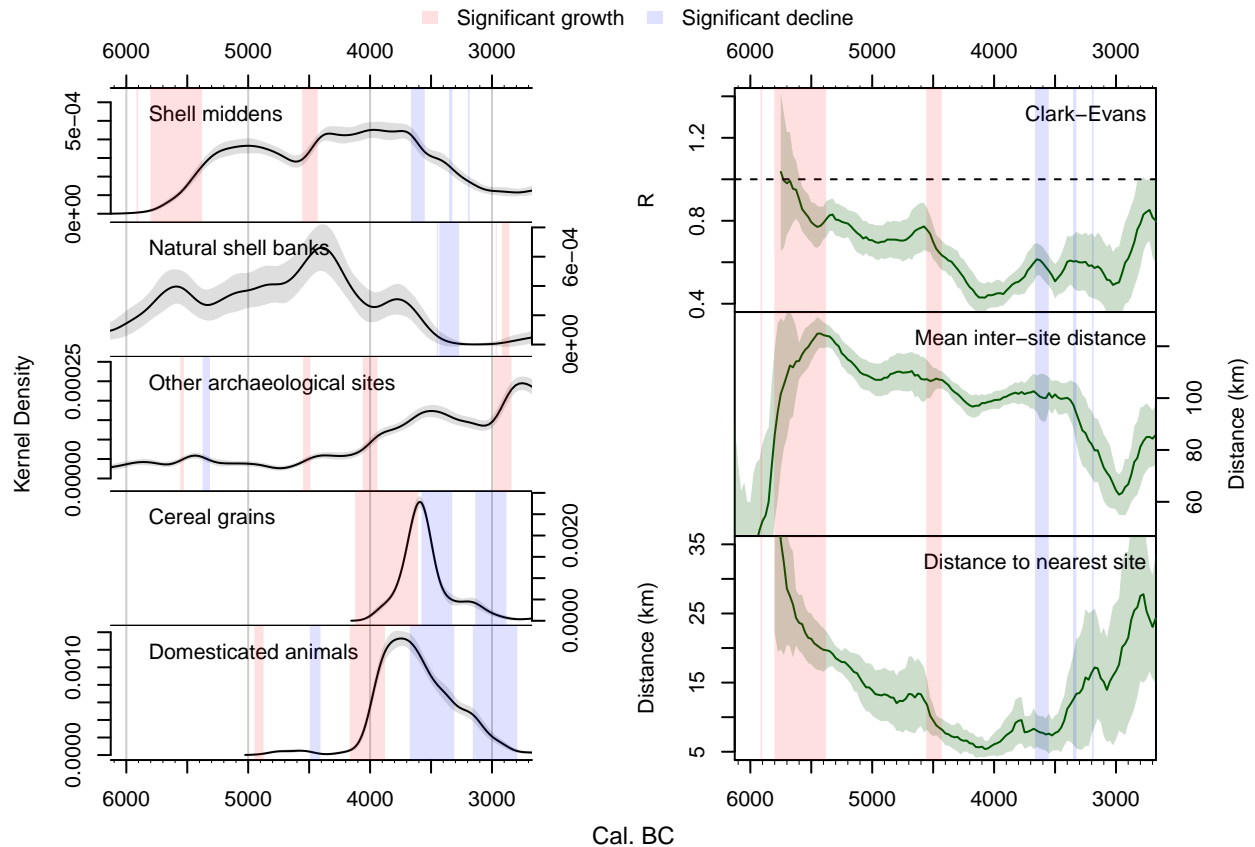 Significant growth Significant decline
6000 5000 4000 3000
Shell middens
0e+00 5e−04
Natural shell banks
0e+00 6e−04
Other archaeological sites
0.00000 0.00025
Cereal grains
0.0000 0.0020
Domesticated animals
0.0000 0.0010
6000 5000 4000 3000
Kernel Density
6000 5000 4000 3000
Clark−Evans
R
0.4 0.8 1.2
Mean inter−site distance
60 80 100
Distance (km)
Distance to nearest site
5 15 25 35
Distance (km)
6000 5000 4000 3000
Cal. BC